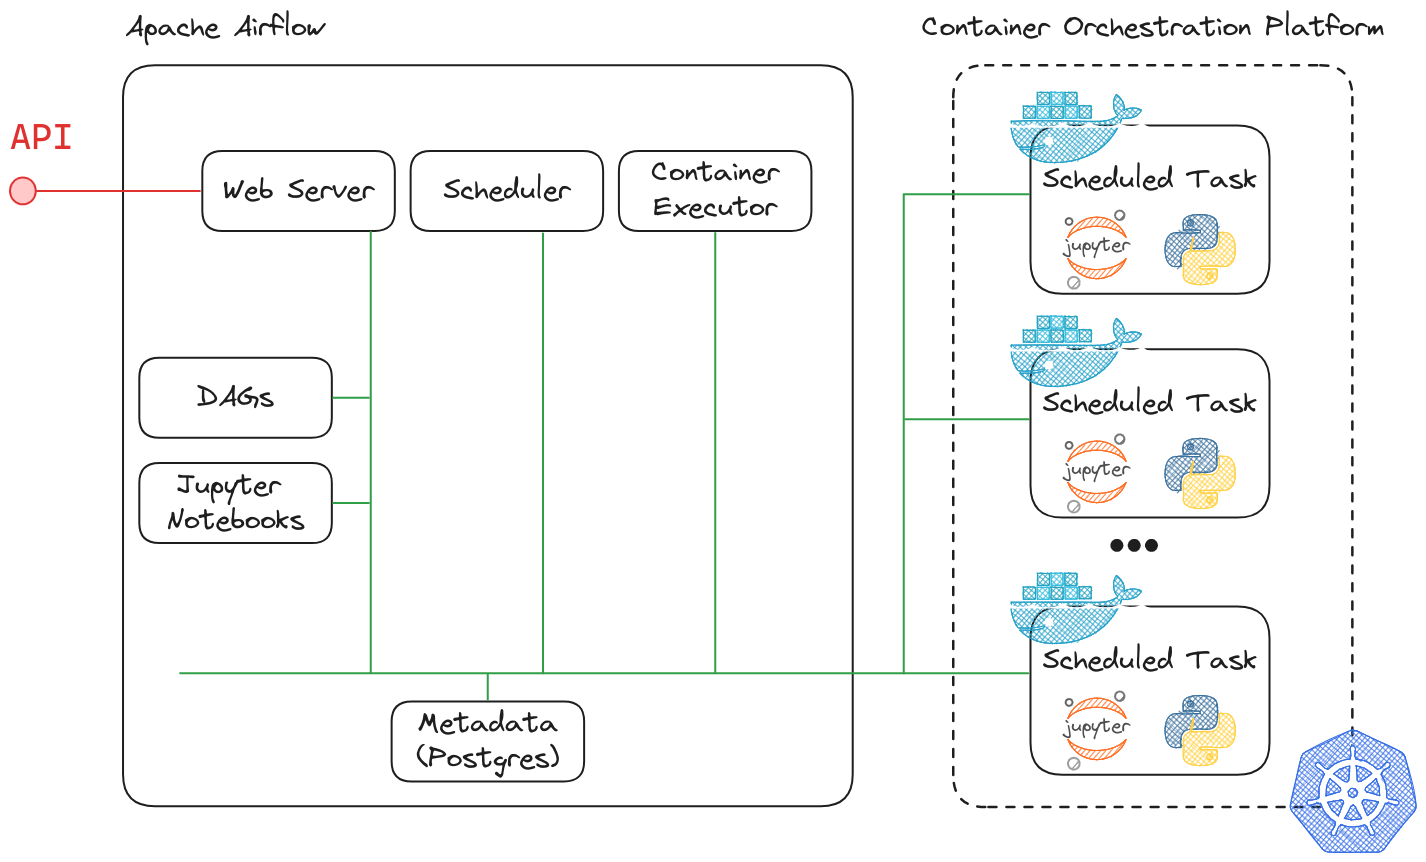 Apache Airflow
Container Orchestration Platform
API
Web Server
Scheduler
Container
Executor
DAGs
Jupyter
Notebooks
Metadata
(Postgres)
Scheduled Task
jupyter
Scheduled Task
jupyter
Scheduled Task
jupyter